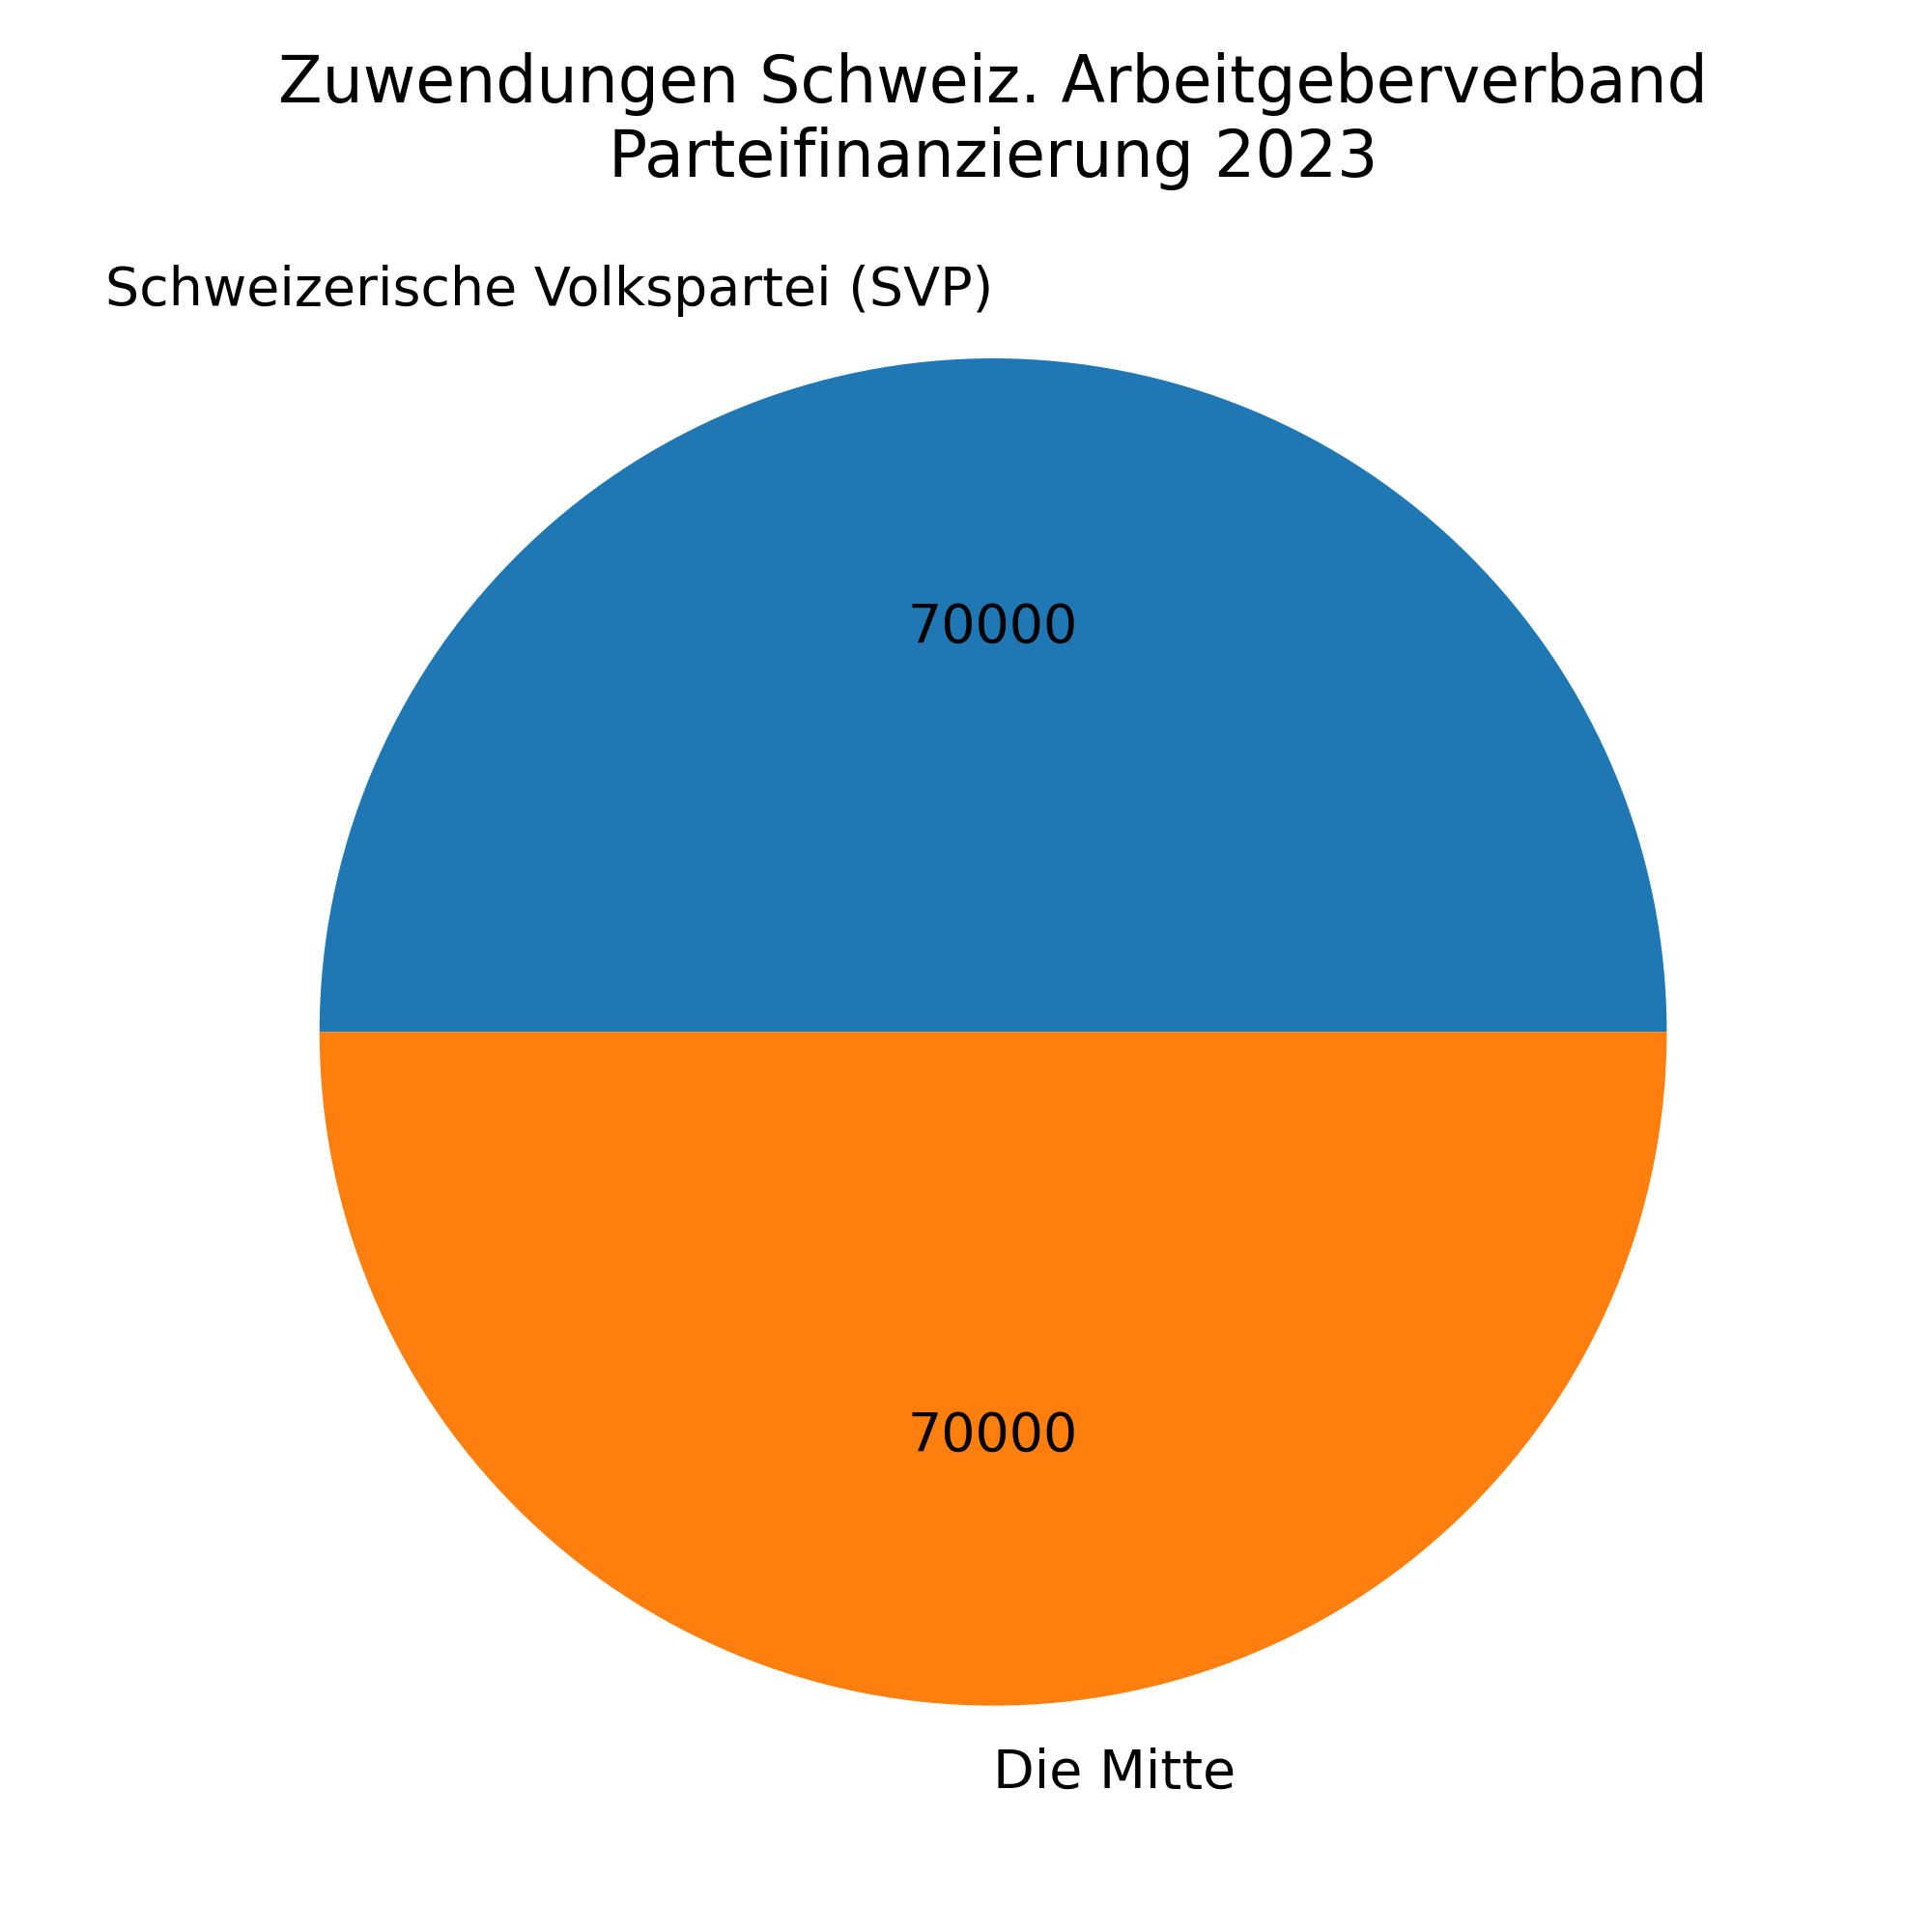 Zuwendungen Schweiz. Arbeitgeberverband
Parteifinanzierung 2023
Schweizerische Volkspartei (SVP)
70000
70000
Die Mitte